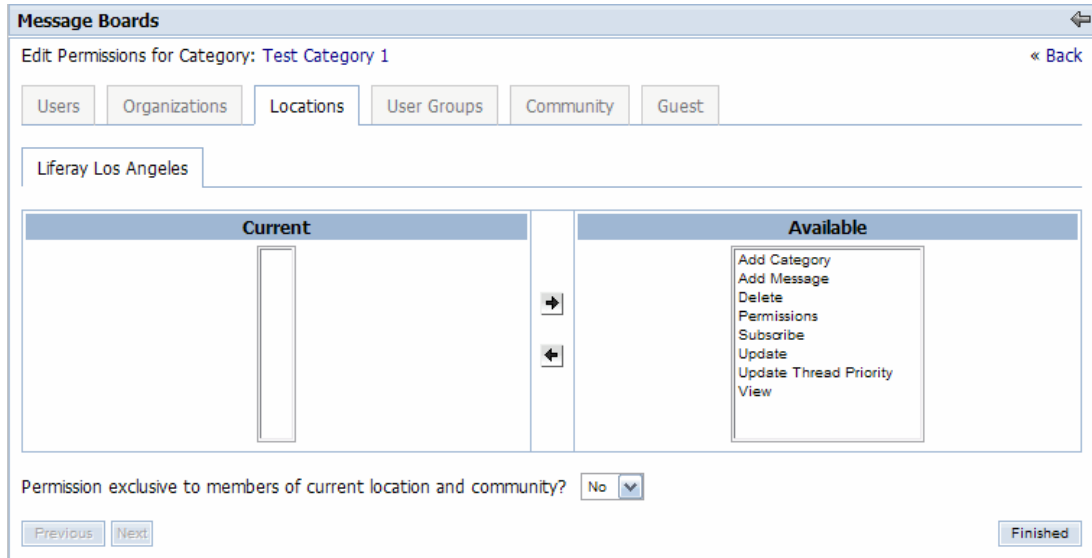 Message Boards
Edit Permissions for Category: Test Category 1 « Back
Users Organizations Locations User Groups Community Guest
Liferay Los Angeles
Current Available
Add Category
Add Message
Delete
Permissions
Subscribe
Update
Update Thread Priority
View
Permission exclusive to members of current location and community? No
Previous Next Finished